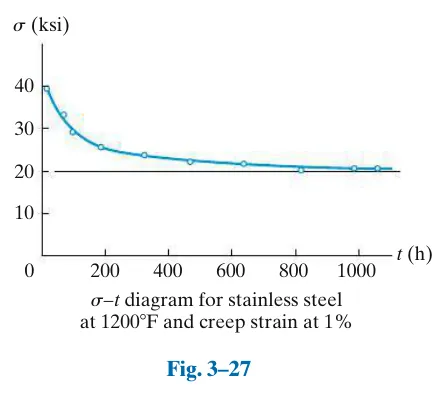 σ (ksi)
40
30
20
10
0
200
400
600
800
1000
t (h)
σ–t diagram for stainless steel
at 1200°F and creep strain at 1%
Fig. 3–27